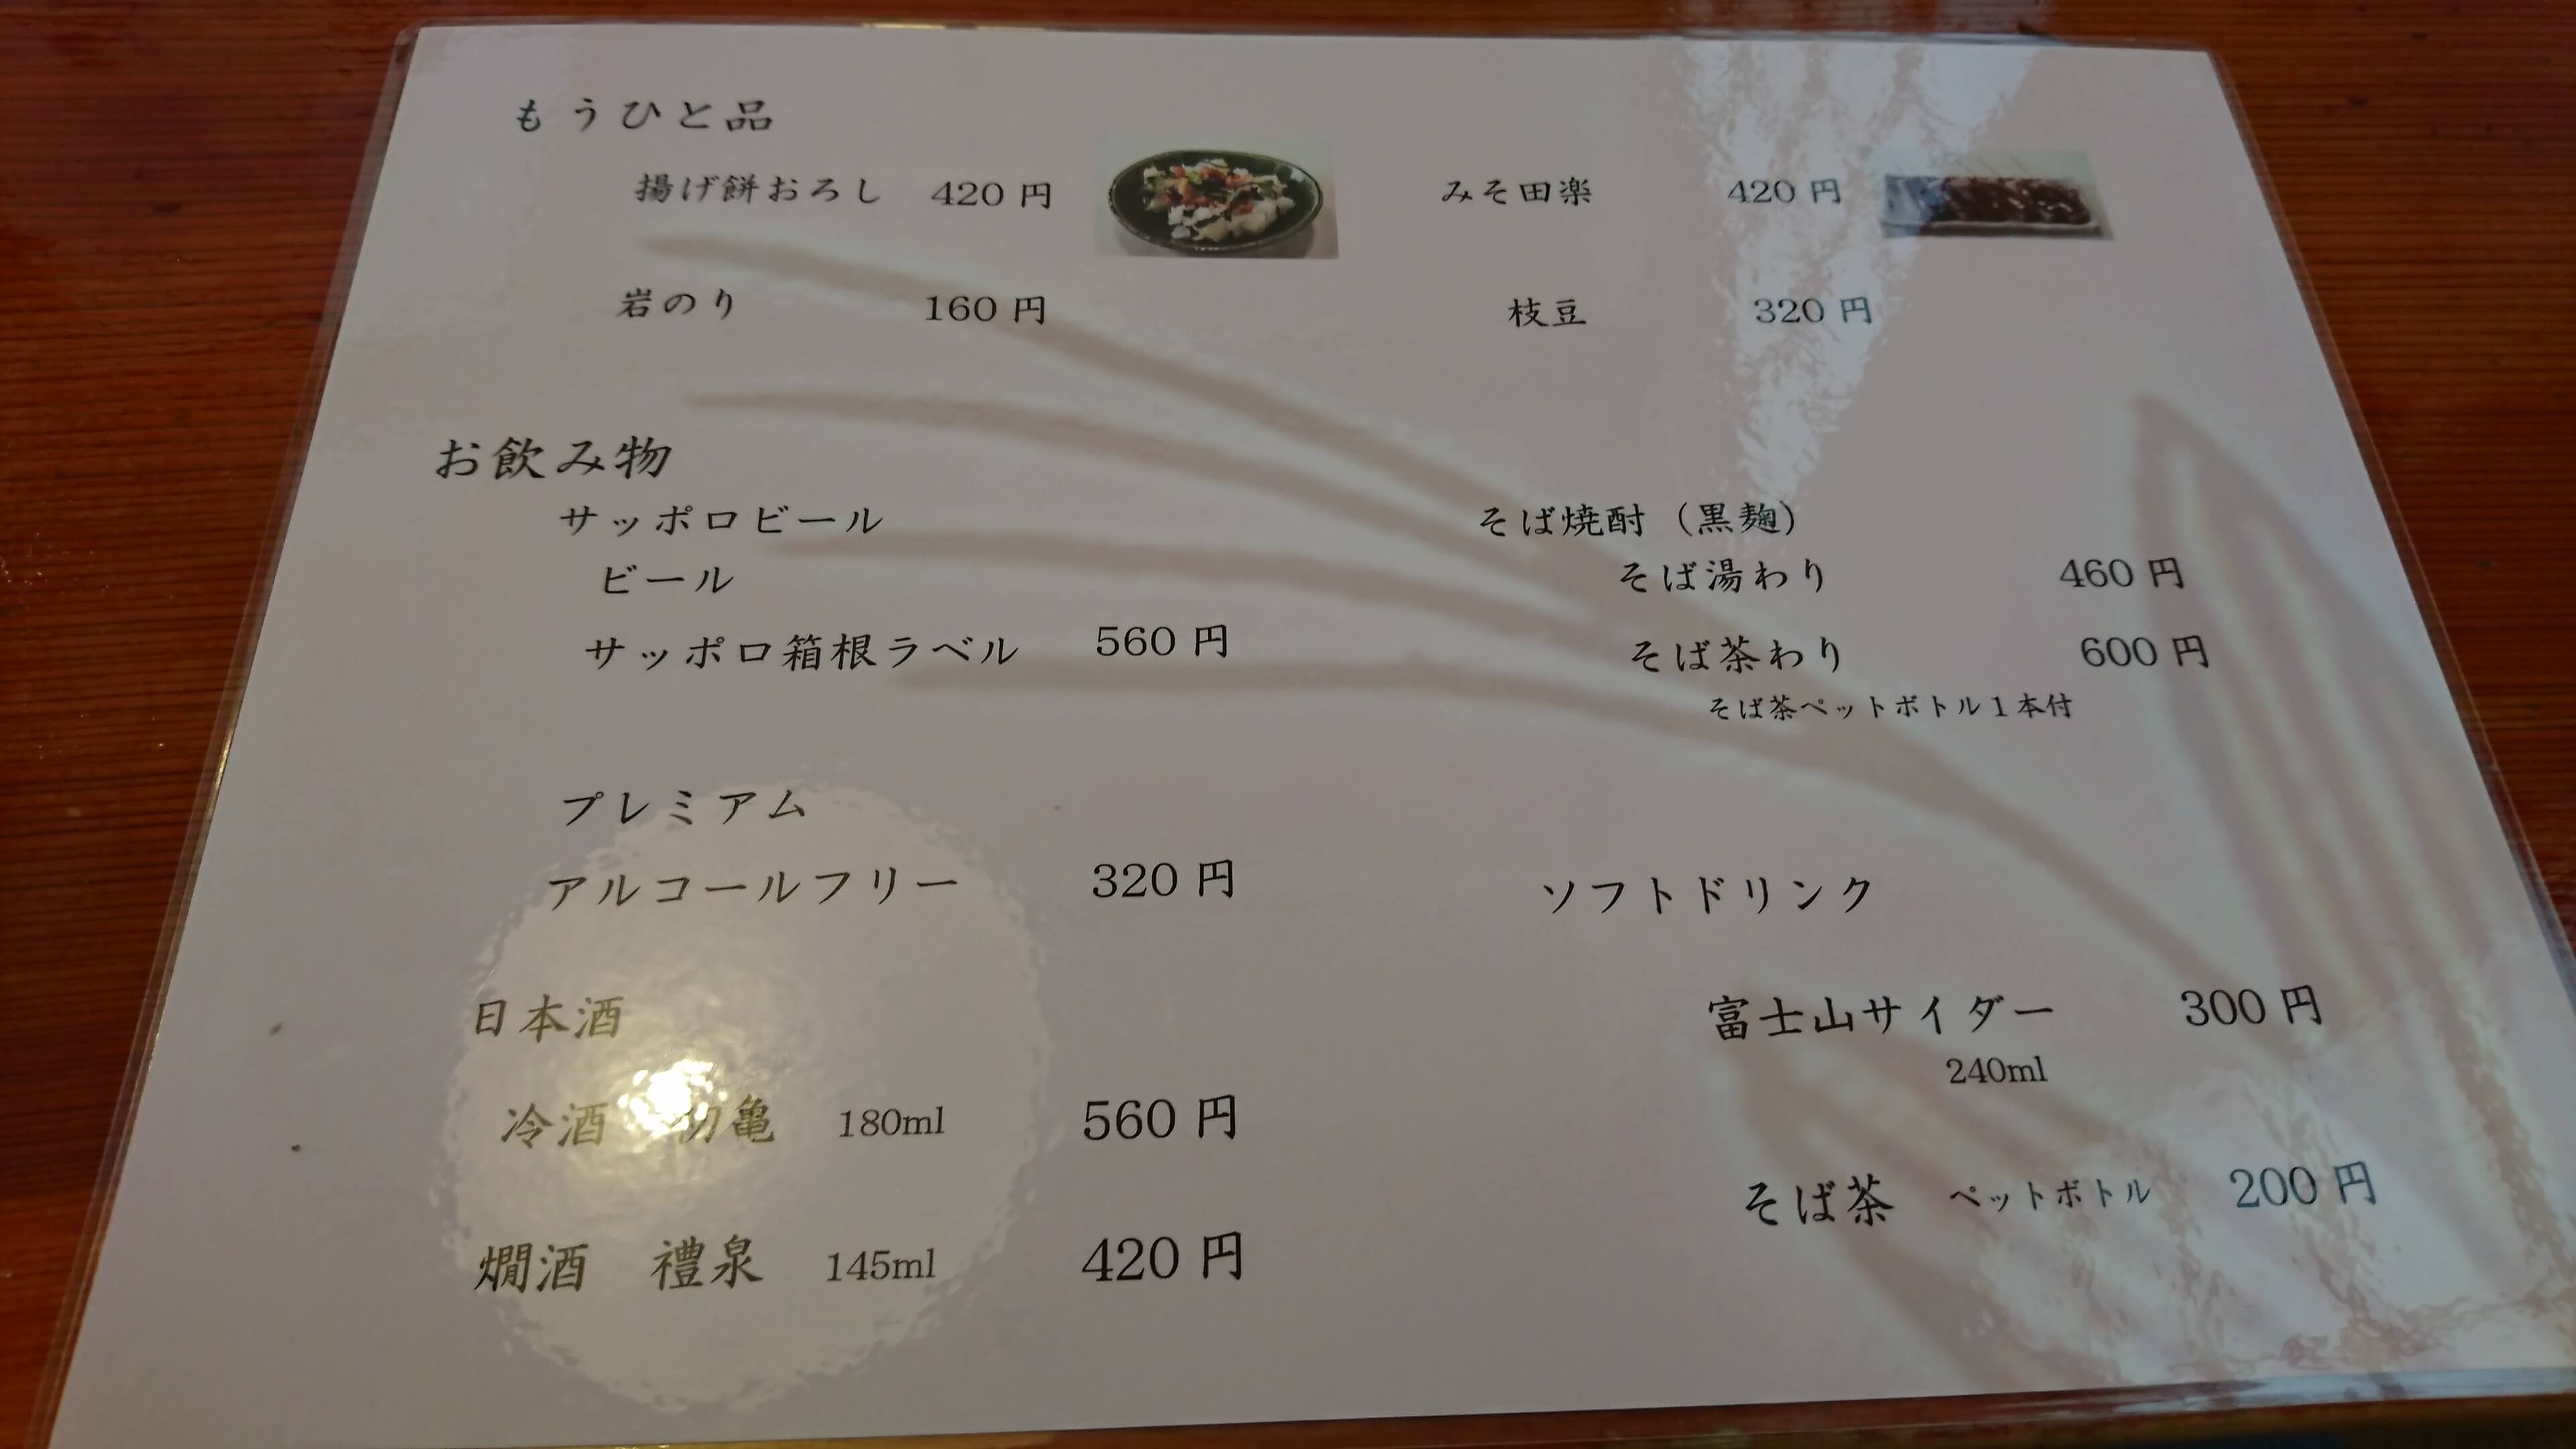 もうひと品
揚げ餅おろし 420円
みそ田楽 420円
岩のり 160円
枝豆 320円
お飲み物
サッポロビール
ビール
サッポロ箱根ラベル 560円
プレミアム
アルコールフリー 320円
日本酒
冷酒 初亀 180ml 560円
燗酒 禮泉 145ml 420円
そば焼酎（黒麹）
そば湯わり 460円
そば茶わり 600円
そば茶ペットボトル1本付
ソフトドリンク
富士山サイダー 300円
240ml
そば茶 ペットボトル 200円